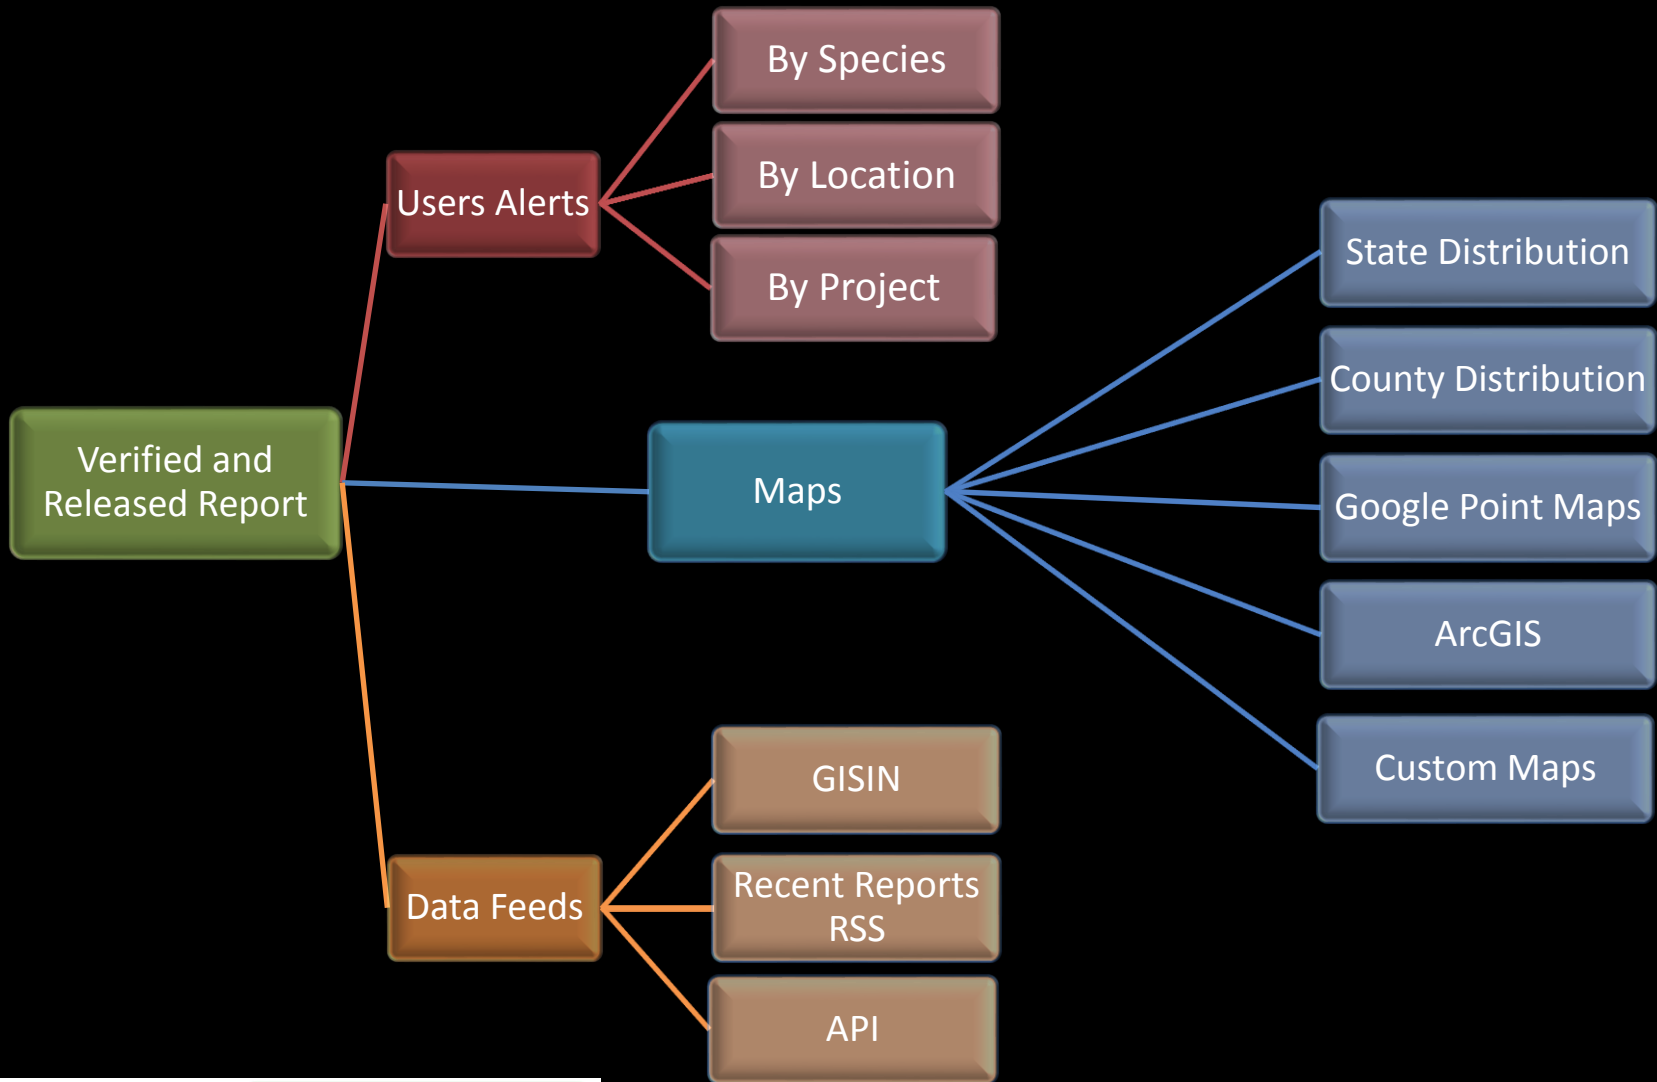 By Species
By Location
Users Alerts
By Project
State Distribution
County Distribution
Verified and
Released Report
Maps
Google Point Maps
ArcGIS
Custom Maps
GISIN
Data Feeds
Recent Reports
RSS
API